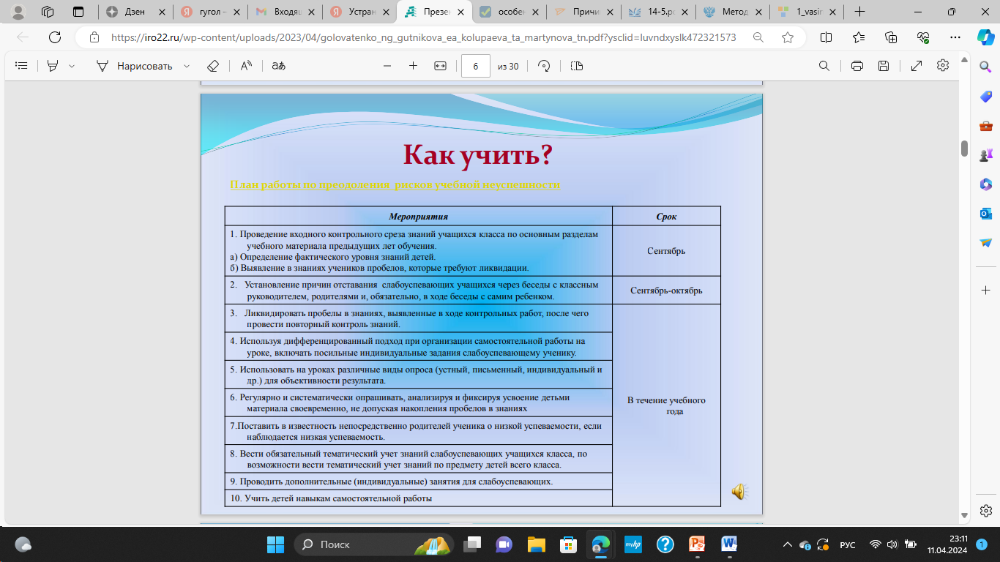 Дзен
гугол –
Входящ
Устран
Презен
особен
Причи
14-5.po
Метод
1_vasir
https://iro22.ru/wp-content/uploads/2023/04/golovatenko_ng_gutnikova_ea_kolupaeva_ta_martynova_tn.pdf?ysclid=luvndxyslk472321573
Нарисовать
аあ
6 из 30
Как учить?
План работы по преодоления рисков учебной неуспешности
Мероприятия
Срок
1. Проведение входного контрольного среза знаний учащихся класса по основным разделам
учебного материала предыдущих лет обучения.
а) Определение фактического уровня знаний детей.
б) Выявление в знаниях учеников пробелов, которые требуют ликвидации.
Сентябрь
2. Установление причин отставания слабоуспевающих учащихся через беседы с классным
руководителем, родителями и, обязательно, в ходе беседы с самим ребенком.
Сентябрь-октябрь
3. Ликвидировать пробелы в знаниях, выявленные в ходе контрольных работ, после чего
провести повторный контроль знаний.
4. Используя дифференцированный подход при организации самостоятельной работы на
уроке, включать посильные индивидуальные задания слабоуспевающему ученику.
5. Использовать на уроках различные виды опроса (устный, письменный, индивидуальный и
др.) для объективности результата.
6. Регулярно и систематически опрашивать, анализируя и фиксируя усвоение детьми
материала своевременно, не допуская накопления пробелов в знаниях
7.Поставить в известность непосредственно родителей ученика о низкой успеваемости, если
наблюдается низкая успеваемость.
8. Вести обязательный тематический учет знаний слабоуспевающих учащихся класса, по
возможности вести тематический учет знаний по предмету детей всего класса.
9. Проводить дополнительные (индивидуальные) занятия для слабоуспевающих.
10. Учить детей навыкам самостоятельной работы
В течение учебного
года
Поиск
myhp
РУС
23:11
11.04.2024
1